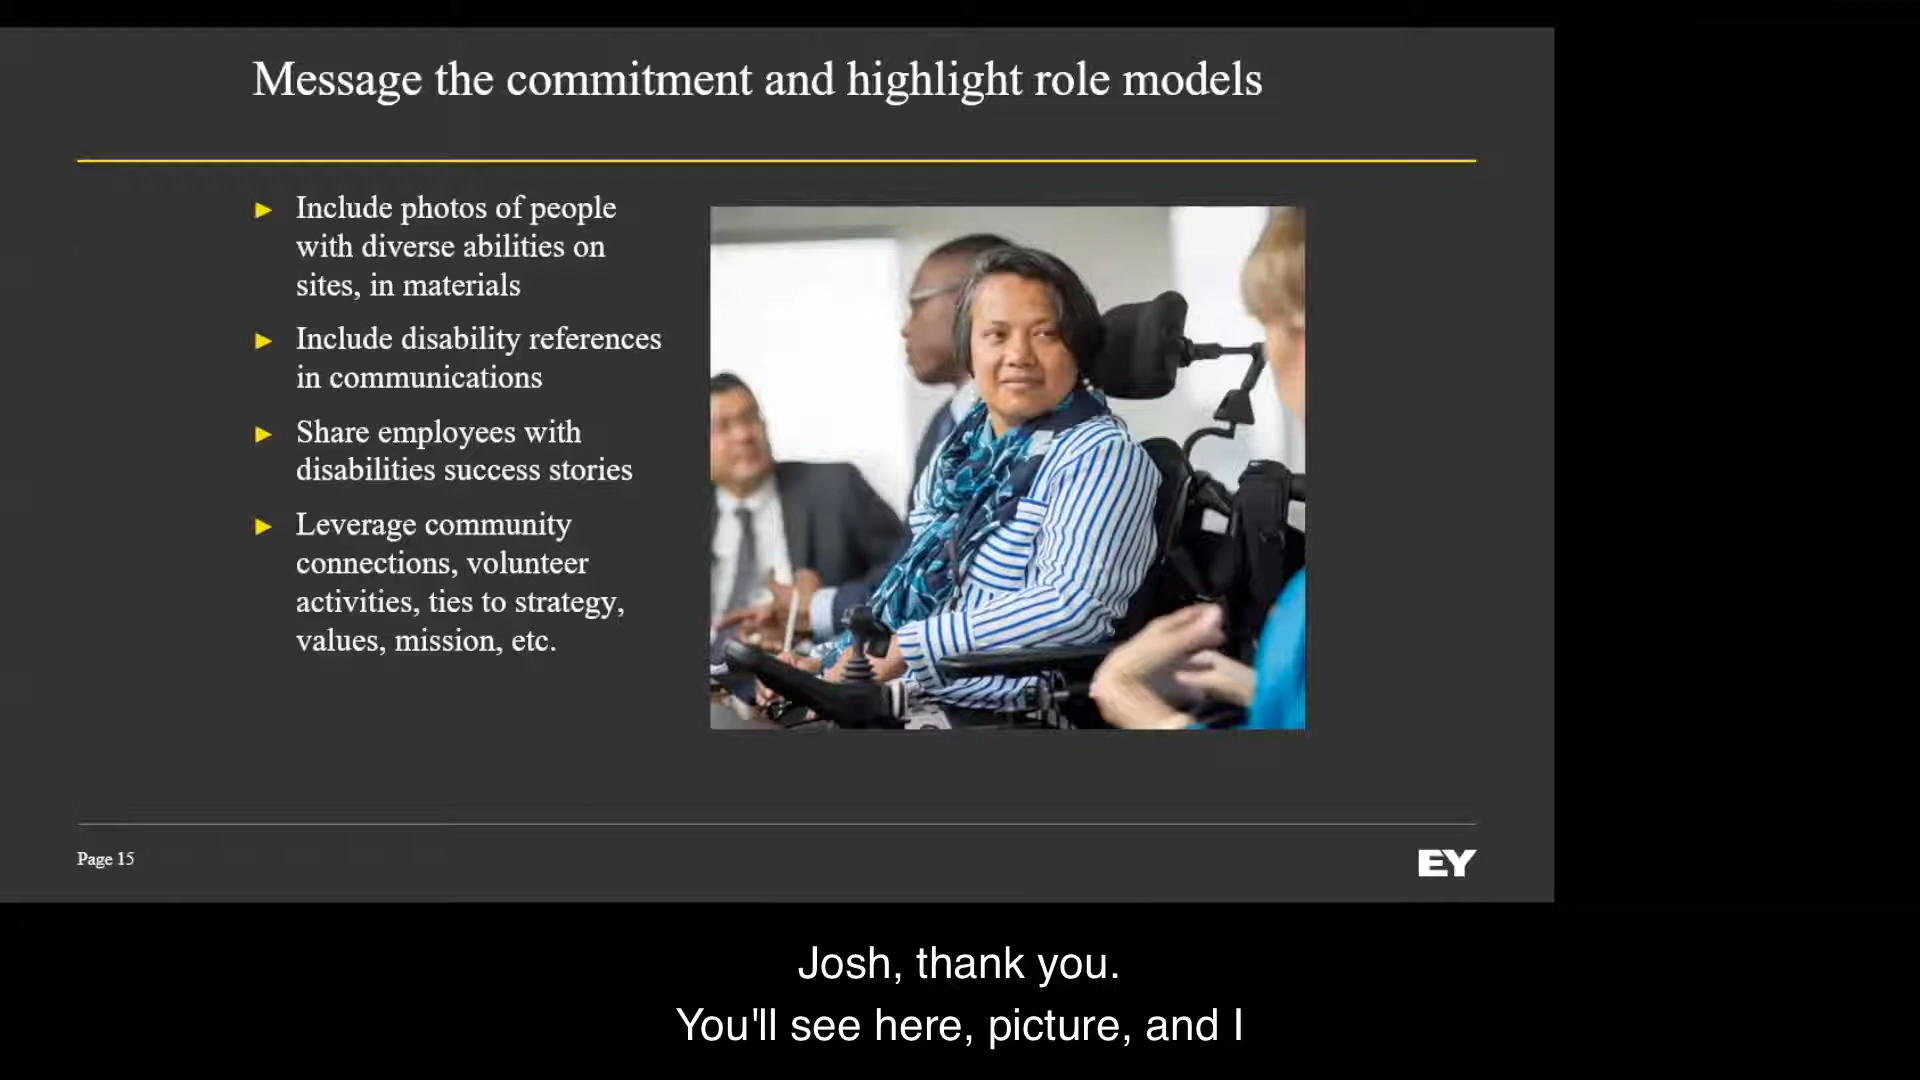 Message the commitment and highlight role models
► Include photos of people
with diverse abilities on
sites, in materials
► Include disability references
in communications
► Share employees with
disabilities success stories
► Leverage community
connections, volunteer
activities, ties to strategy,
values, mission, etc.
Page 15
EY
Josh, thank you.
You'll see here, picture, and I